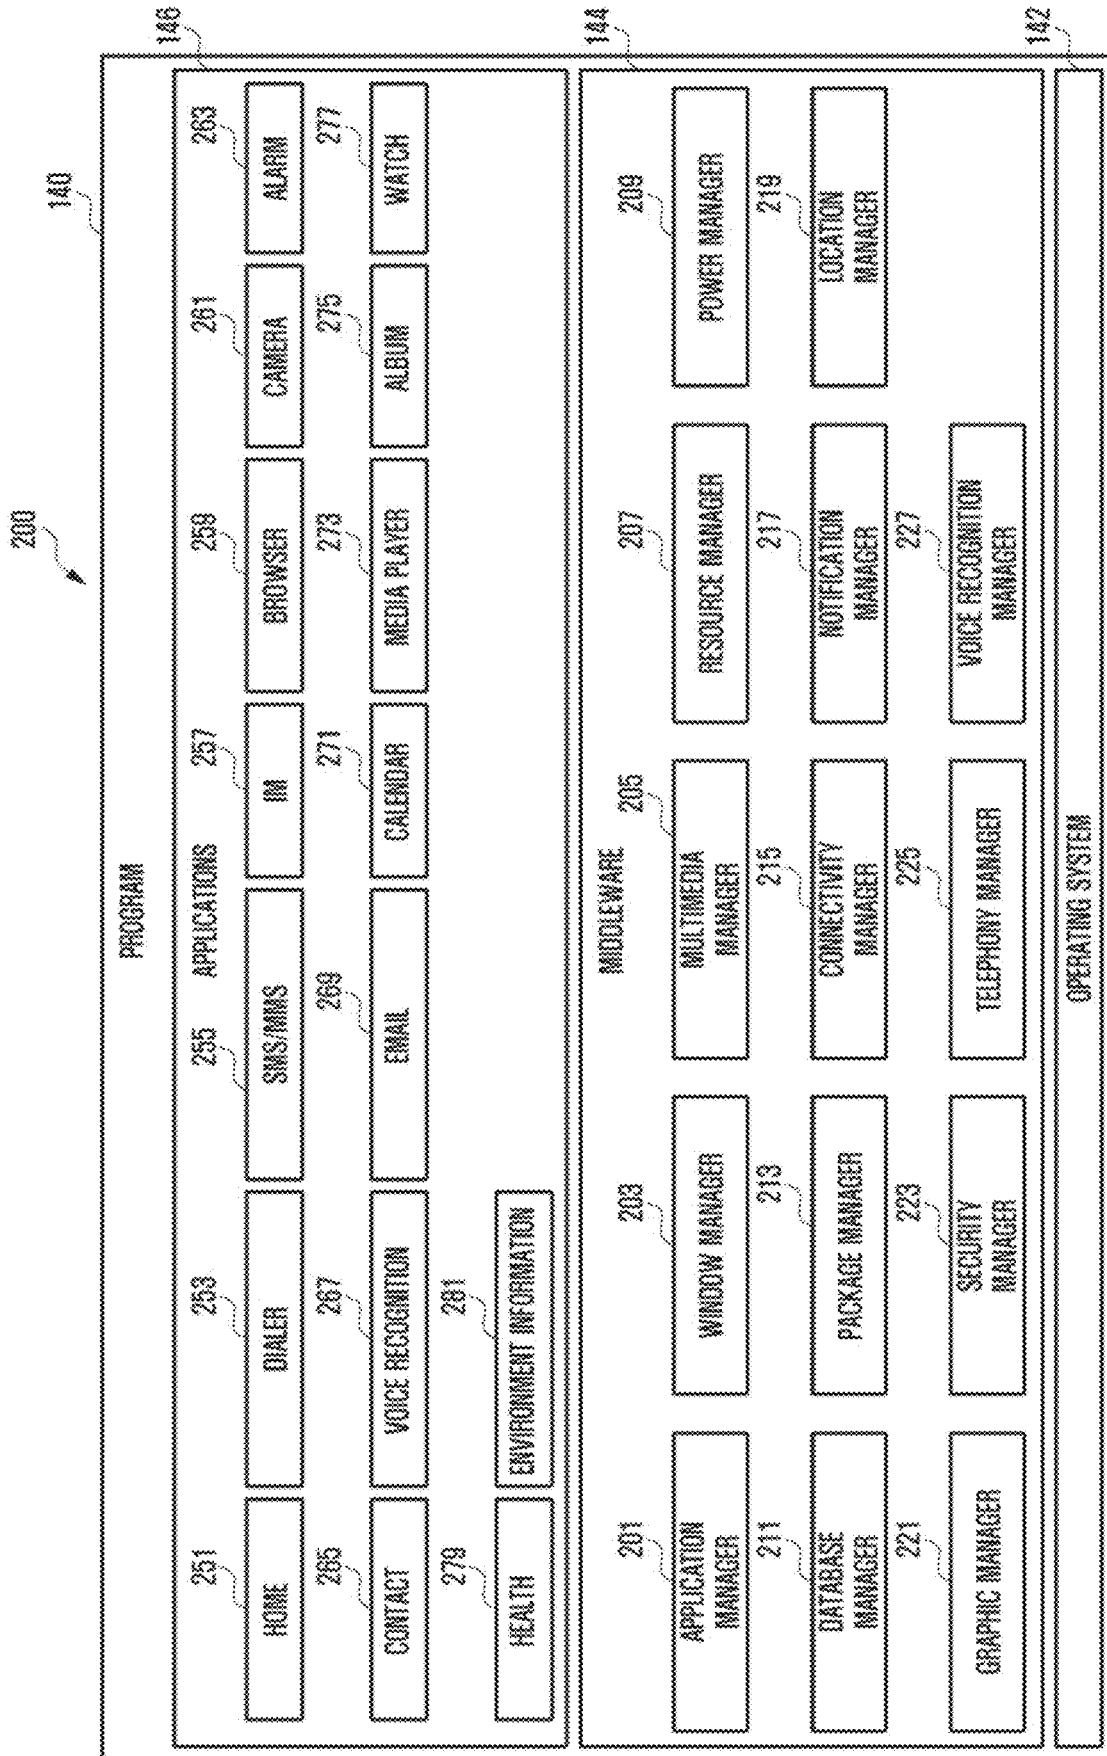 200
140
PROGRAM
146
APPLICATIONS
251
253
255
257
259
261
263
HOME
DIALER
SMS/MMS
IM
BROWSER
CAMERA
ALARM
265
267
269
271
273
275
277
CONTACT
VOICE RECOGNITION
EMAIL
CALENDAR
MEDIA PLAYER
ALBUM
WATCH
279
281
HEALTH
ENVIRONMENT INFORMATION
144
MIDDLEWARE
201
203
205
207
209
APPLICATION
MANAGER
WINDOW MANAGER
MULTIMEDIA
MANAGER
RESOURCE MANAGER
POWER MANAGER
211
213
215
217
219
DATABASE
MANAGER
PACKAGE MANAGER
CONNECTIVITY
MANAGER
NOTIFICATION
MANAGER
LOCATION
MANAGER
221
223
225
227
GRAPHIC MANAGER
SECURITY
MANAGER
TELEPHONY MANAGER
VOICE RECOGNITION
MANAGER
142
OPERATING SYSTEM